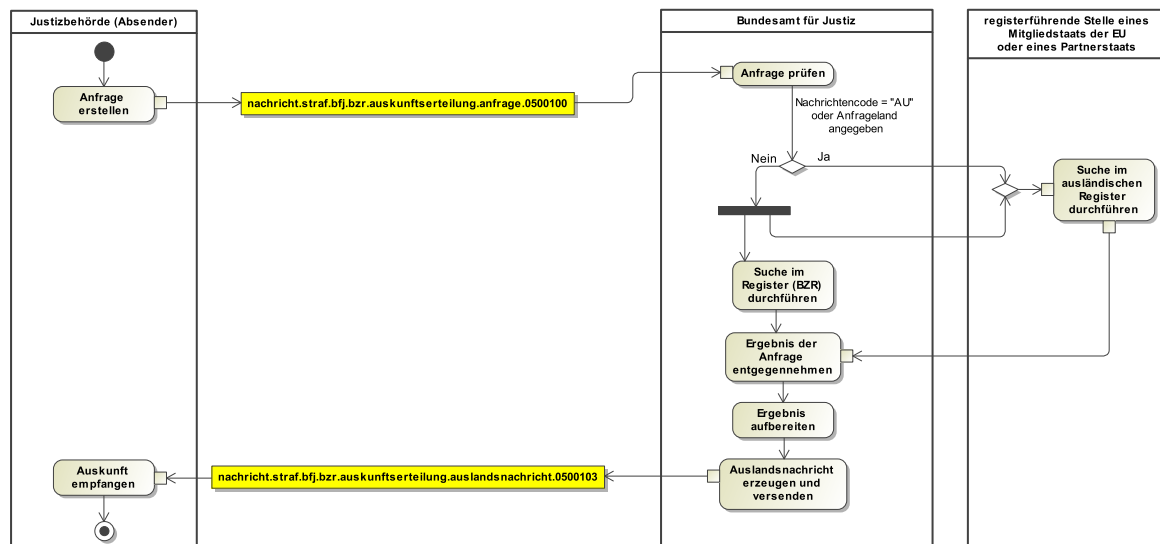 Justizbehörde (Absender)
Bundesamt für Justiz
registerführende Stelle eines
Mitgliedstaats der EU
oder eines Partnerstaats
Anfrage
erstellen
nachricht.straf.bfj.bzr.auskunftserteilung.anfrage.0500100
Anfrage prüfen
Nachrichtencode = "AU"
oder Anfrageland
angegeben
Nein
Ja
Suche im
ausländischen
Register
durchführen
Suche im
Register (BZR)
durchführen
Ergebnis der
Anfrage
entgegennehmen
Ergebnis
aufbereiten
Auslandsnachricht
erzeugen und
versenden
nachricht.straf.bfj.bzr.auskunftserteilung.auslandsnachricht.0500103
Auskunft
empfangen